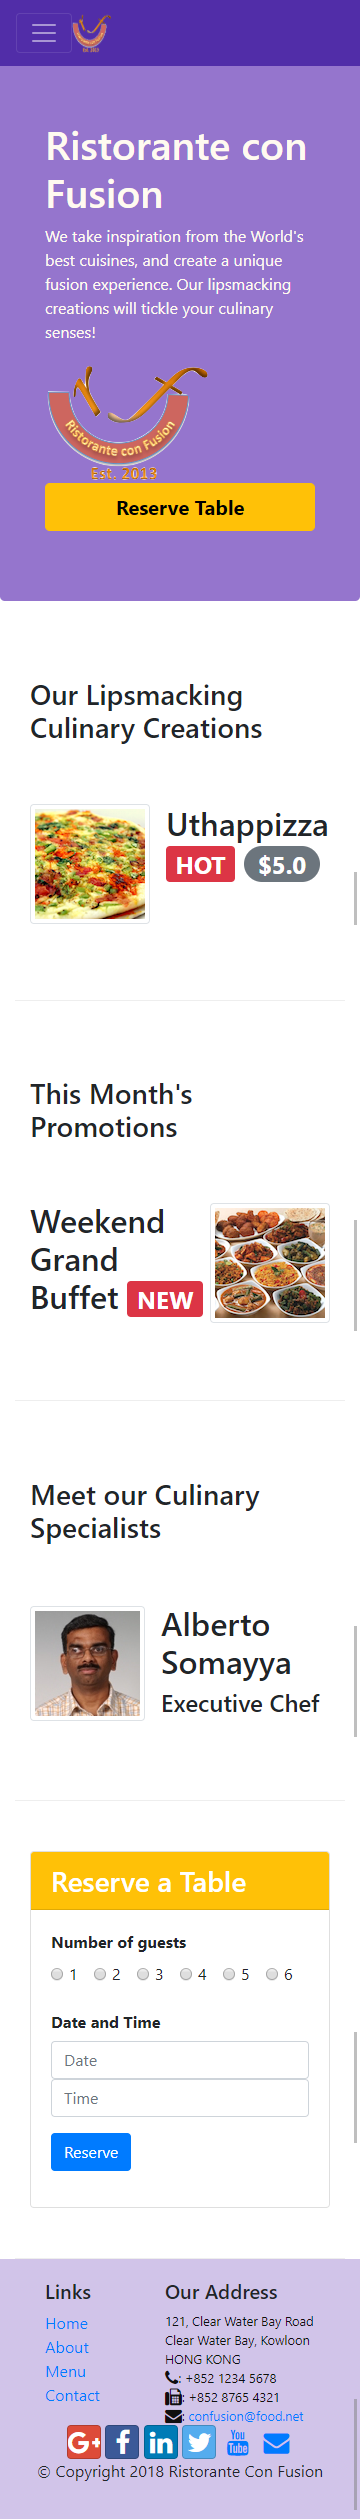 Ristorante con
Fusion
We take inspiration from the World's
best cuisines, and create a unique
fusion experience. Our lipsmacking
creations will tickle your culinary
senses!
Ristorante con Fusion
Est. 2013
Reserve Table
Our Lipsmacking
Culinary Creations
Uthappizza
HOT $5.0
This Month's
Promotions
Weekend
Grand
Buffet NEW
Meet our Culinary
Specialists
Alberto
Somayya
Executive Chef
Reserve a Table
Number of guests
1 2 3 4 5 6
Date and Time
Date
Time
Reserve
Links
Home
About
Menu
Contact
Our Address
121, Clear Water Bay Road
Clear Water Bay, Kowloon
HONG KONG
: +852 1234 5678
: +852 8765 4321
: confusion@food.net
G+ f in You Tube
© Copyright 2018 Ristorante Con Fusion